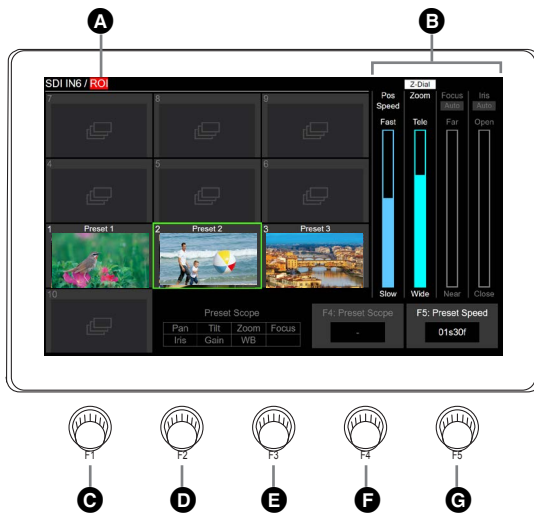 A
B
SDI IN6 / ROI
Z-Dial
Pos Speed
Zoom
Focus
Iris
Auto
Auto
Fast
Tele
Far
Open
7
8
9
4
5
6
1 Preset 1
2 Preset 2
3 Preset 3
Slow
Wide
Near
Close
10
Preset Scope
Pan Tilt Zoom Focus
Iris Gain WB
F4: Preset Scope
-
F5: Preset Speed
01s30f
F1
F2
F3
F4
F5
C
D
E
F
G